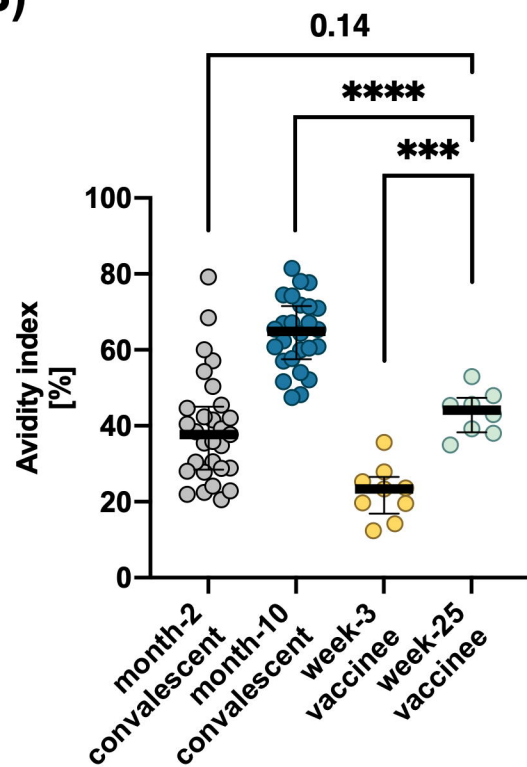 )
0.14
****
***
100
80
60
40
20
0
Avidity index
[%]
month-2
convalescent
month-10
convalescent
week-3
vaccinee
week-25
vaccinee